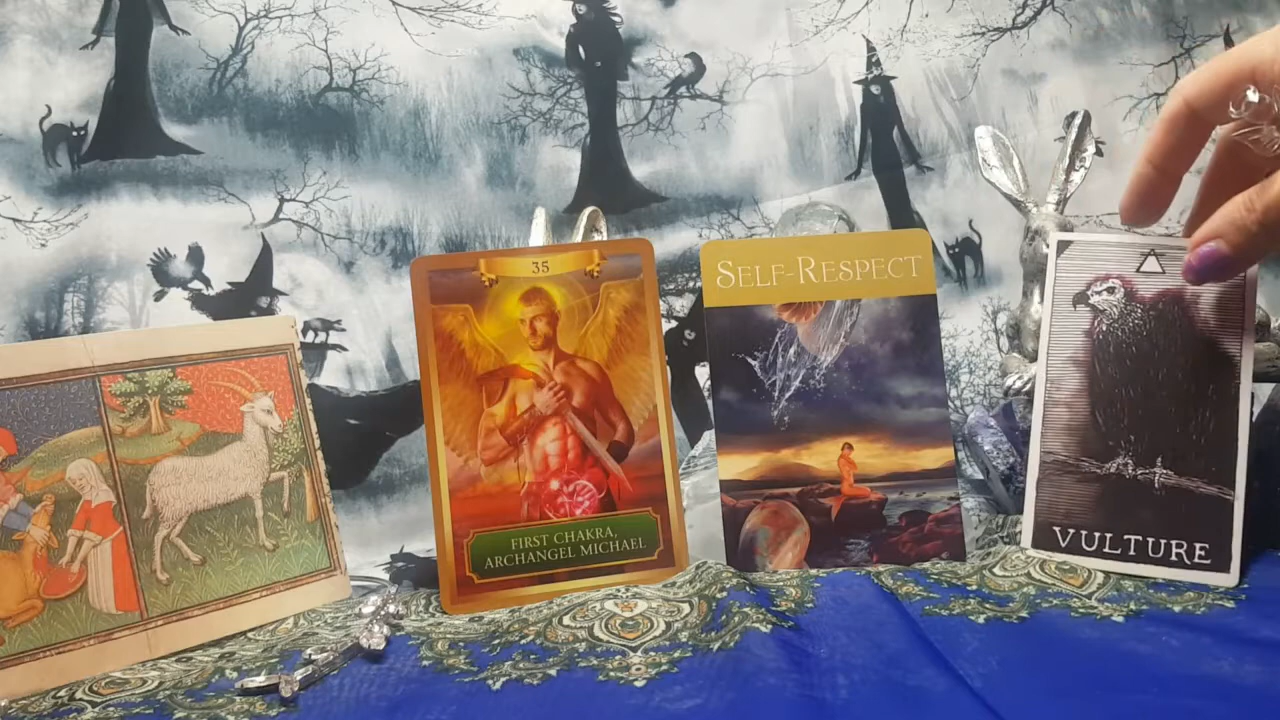 35
FIRST CHAKRA,
ARCHANGEL MICHAEL
SELF-RESPECT
VULTURE